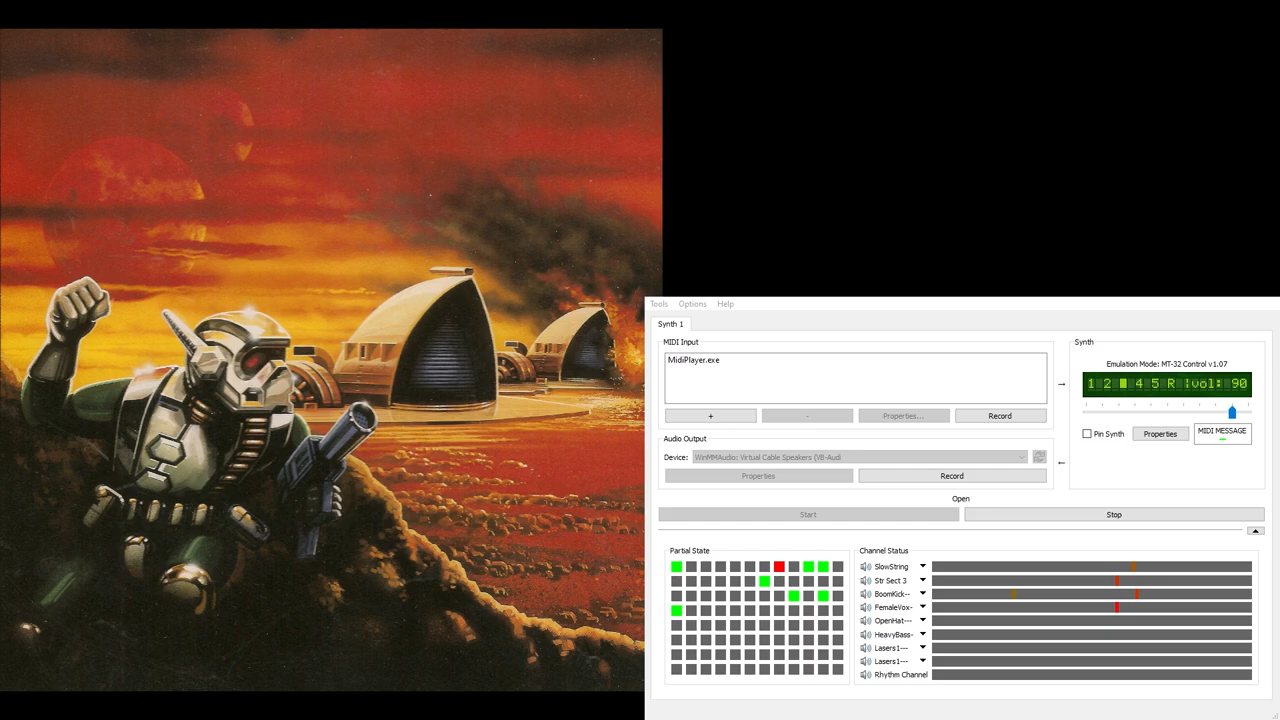 Tools Options Help
Synth 1
MIDI Input
MidiPlayer.exe
+ - Properties... Record
Audio Output
Device: WinMMAudio: Virtual Cable Speakers (VB-Audi
Properties Record
Synth
Emulation Mode: MT-32 Control v1.07
1 2 █ 4 5 R |vol: 90
Pin Synth Properties MIDI MESSAGE
Open
Start Stop
Partial State
Channel Status
SlowString
Str Sect 3
BoomKick--
FemaleVox-
OpenHat---
HeavyBass-
Lasers1---
Lasers1---
Rhythm Channel